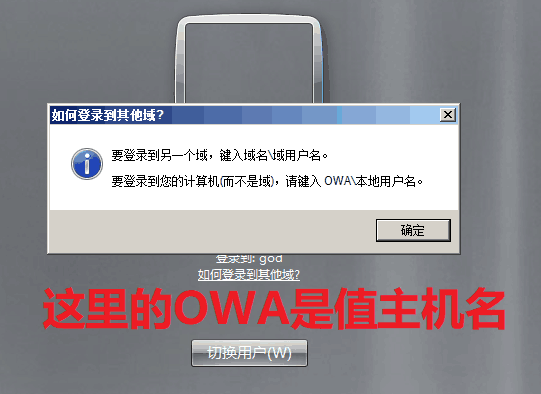 如何登录到其他域?
要登录到另一个域，键入域名\域用户名。
要登录到您的计算机(而不是域)，请键入 OWA\本地用户名。
确定
登录到: god
如何登录到其他域?
这里的OWA是值主机名
切换用户(W)